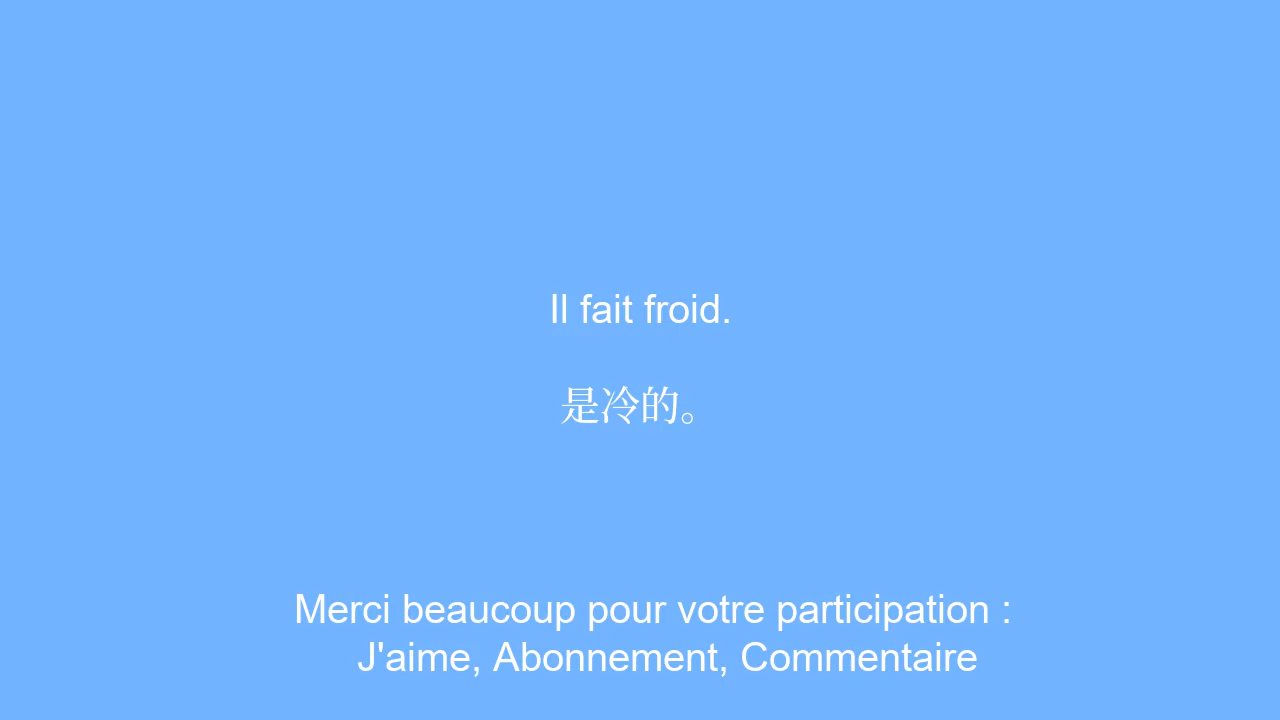 Il fait froid.
是冷的。
Merci beaucoup pour votre participation :
J'aime, Abonnement, Commentaire